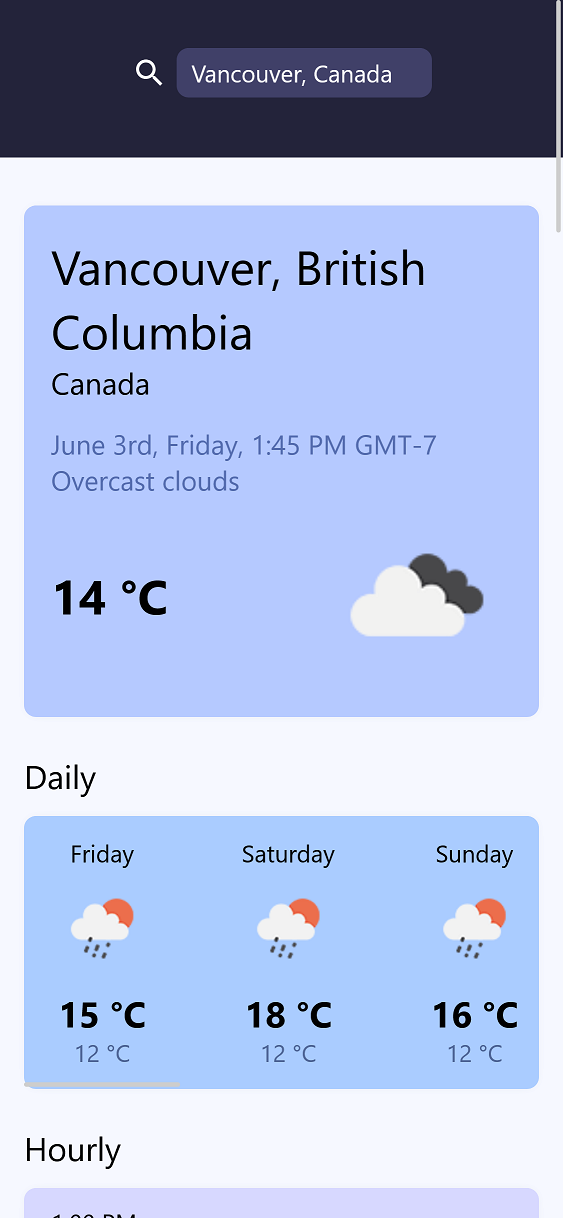 Vancouver, Canada
Vancouver, British
Columbia
Canada
June 3rd, Friday, 1:45 PM GMT-7
Overcast clouds
14 °C
Daily
Friday Saturday Sunday
15 °C 18 °C 16 °C
12 °C 12 °C 12 °C
Hourly